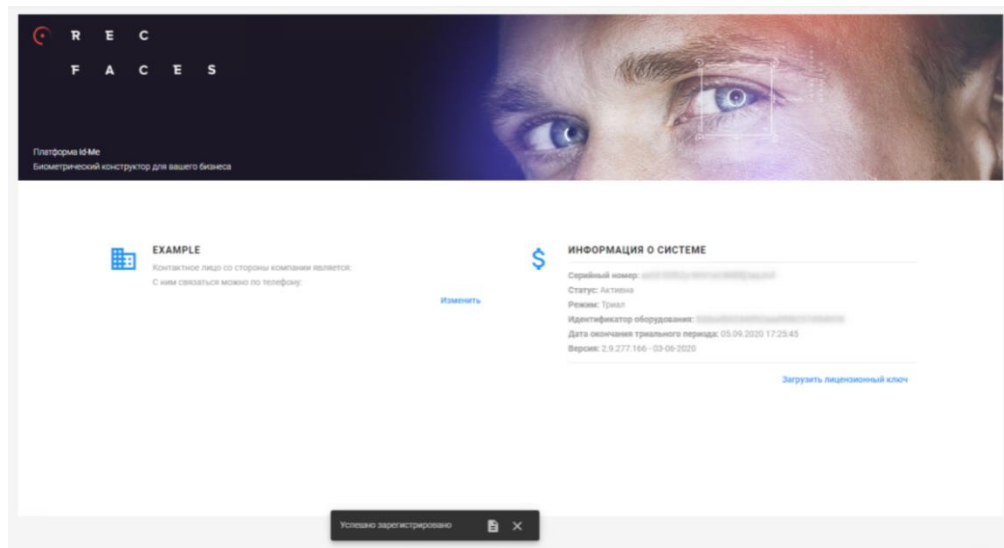 REC
FACES
Платформа Id-Me
Биометрический конструктор для вашего бизнеса
EXAMPLE
Контактное лицо со стороны компании является:
С ним связаться можно по телефону:
Изменить
ИНФОРМАЦИЯ О СИСТЕМЕ
Серийный номер:
Статус: Активна
Режим: Триал
Идентификатор оборудования:
Дата окончания триального периода: 05.09.2020 17:25:45
Версия: 2.9.277.166 - 03-06-2020
Загрузить лицензионный ключ
Успешно зарегистрировано